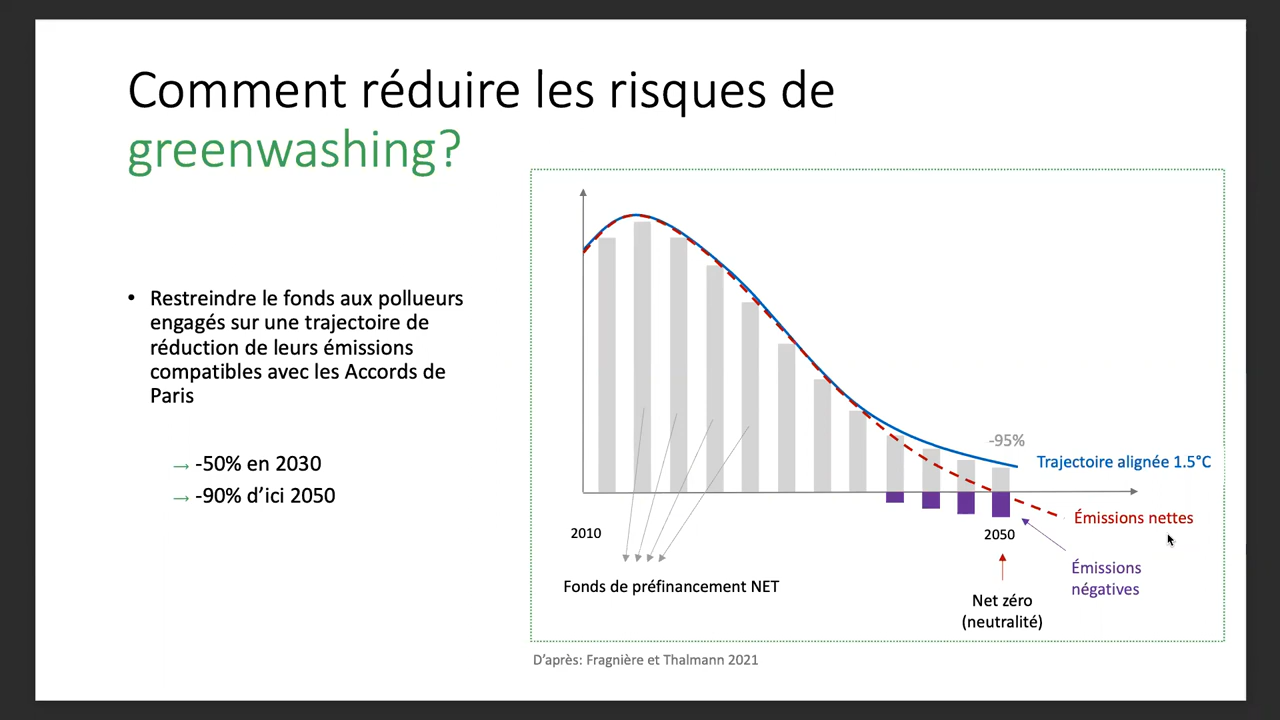 Comment réduire les risques de
greenwashing?
• Restreindre le fonds aux pollueurs
engagés sur une trajectoire de
réduction de leurs émissions
compatibles avec les Accords de
Paris
→ -50% en 2030
→ -90% d’ici 2050
-95%
Trajectoire alignée 1.5°C
Émissions nettes
2010
2050
Émissions
négatives
Fonds de préfinancement NET
Net zéro
(neutralité)
D’après: Fragnière et Thalmann 2021